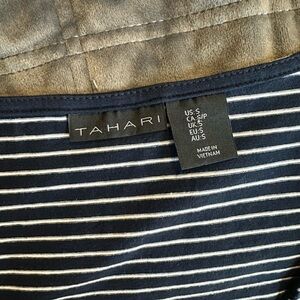 TAHARI
US:S
CA:S/P
UK:S
EU:S
AU:S
MADE IN
VIETNAM